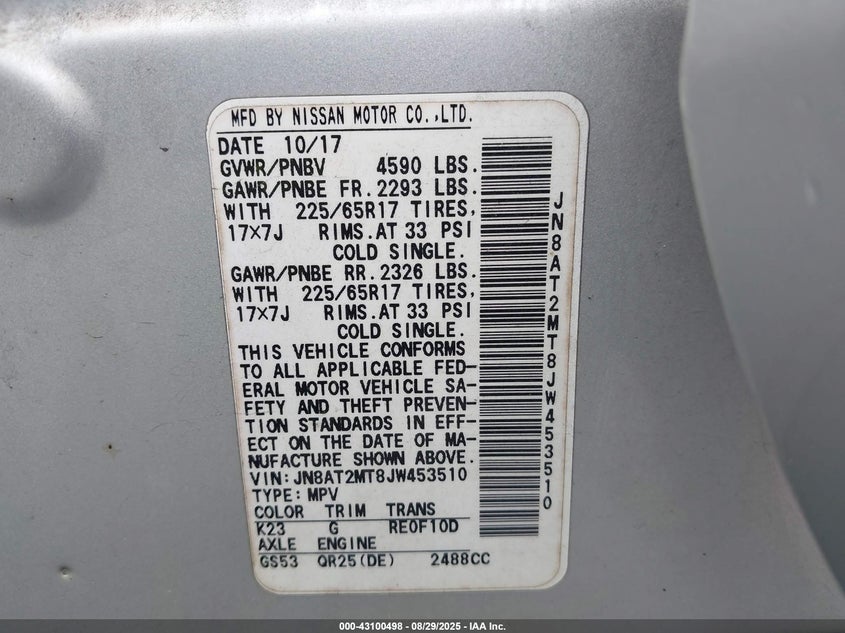 MFD BY NISSAN MOTOR CO.,LTD.
DATE 10/17
GVWR/PNBV 4590 LBS.
GAWR/PNBE FR.2293 LBS.
WITH 225/65R17 TIRES,
17×7J RIMS.AT 33 PSI
COLD SINGLE.
GAWR/PNBE RR.2326 LBS.
WITH 225/65R17 TIRES,
17×7J RIMS.AT 33 PSI
COLD SINGLE.
THIS VEHICLE CONFORMS
TO ALL APPLICABLE FED-
ERAL MOTOR VEHICLE SA-
FETY AND THEFT PREVEN-
TION STANDARDS IN EFF-
ECT ON THE DATE OF MA-
NUFACTURE SHOWN ABOVE.
VIN:JN8AT2MT8JW453510
TYPE:MPV
COLOR TRIM TRANS
K23 G RE0F10D
AXLE ENGINE
GS53 QR25(DE) 2488CC
JN8AT2MT8JW453510
000-43100498 - 08/29/2025 - IAA Inc.